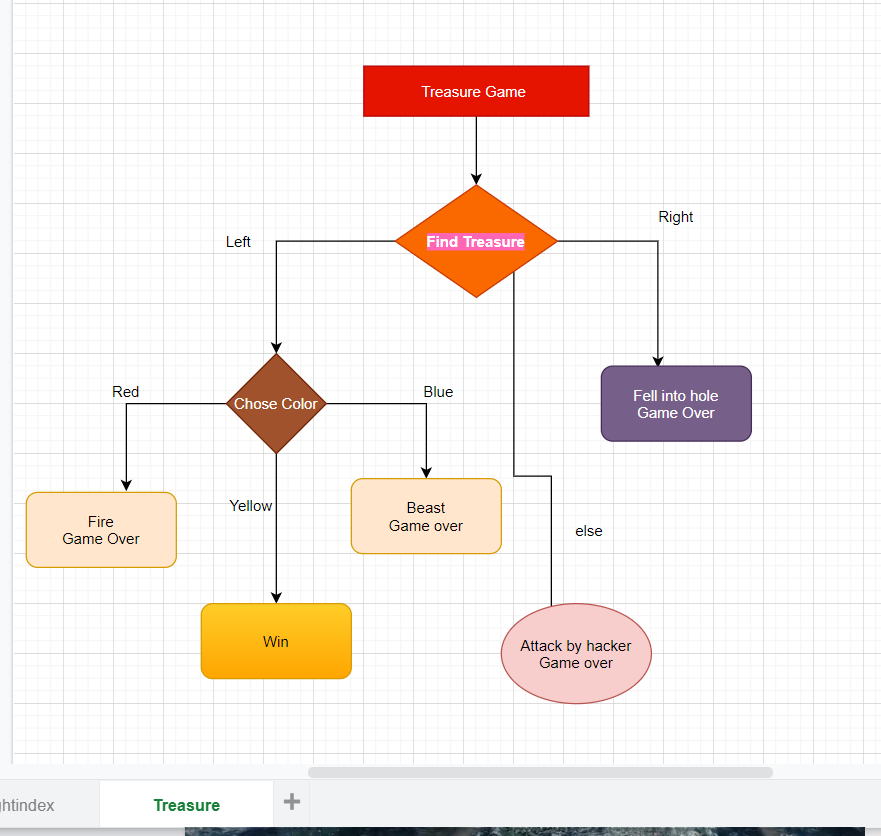 Treasure Game
Find Treasure
Left
Right
Chose Color
Red
Blue
Yellow
Fell into hole
Game Over
Fire
Game Over
Beast
Game over
else
Win
Attack by hacker
Game over
htindex
Treasure
+